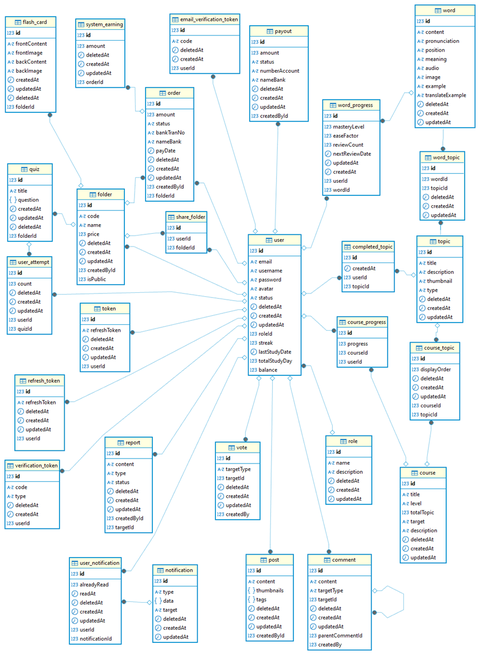 flash_card
123 id
A-Z frontContent
A-Z frontImage
A-Z backContent
A-Z backImage
createdAt
updatedAt
deletedAt
123 folderId
system_earning
123 id
123 amount
deletedAt
createdAt
updatedAt
123 orderId
email_verification_token
123 id
A-Z code
deletedAt
createdAt
123 userId
payout
123 id
123 amount
A-Z status
A-Z numberAccount
A-Z nameBank
deletedAt
createdAt
updatedAt
123 createdById
word
123 id
A-Z content
A-Z pronunciation
A-Z position
A-Z meaning
A-Z audio
A-Z image
A-Z example
A-Z translateExample
deletedAt
createdAt
updatedAt
order
123 id
123 amount
A-Z status
A-Z bankTranNo
A-Z nameBank
A-Z payDate
deletedAt
createdAt
updatedAt
123 createdById
123 folderId
word_progress
123 id
123 masteryLevel
123 easeFactor
123 reviewCount
nextReviewDate
updatedAt
createdAt
123 userId
123 wordId
quiz
123 id
A-Z title
{ } question
createdAt
updatedAt
deletedAt
123 folderId
folder
123 id
A-Z code
A-Z name
123 price
deletedAt
createdAt
updatedAt
123 createdById
123 isPublic
word_topic
123 id
123 wordId
123 topicId
deletedAt
createdAt
updatedAt
share_folder
123 id
123 userId
123 folderId
user
123 id
A-Z email
A-Z username
A-Z password
A-Z avatar
A-Z status
deletedAt
createdAt
updatedAt
123 roleId
123 streak
lastStudyDate
123 totalStudyDay
123 balance
completed_topic
123 id
createdAt
123 userId
123 topicId
topic
123 id
A-Z title
A-Z description
A-Z thumbnail
A-Z type
deletedAt
createdAt
updatedAt
user_attempt
123 id
123 count
deletedAt
createdAt
updatedAt
123 userId
123 quizId
token
123 id
A-Z refreshToken
deletedAt
createdAt
updatedAt
123 userId
course_progress
123 id
123 progress
123 courseId
123 userId
course_topic
123 id
123 displayOrder
deletedAt
createdAt
updatedAt
123 courseId
123 topicId
refresh_token
123 id
A-Z refreshToken
deletedAt
createdAt
updatedAt
123 userId
report
123 id
A-Z content
A-Z type
A-Z status
deletedAt
createdAt
updatedAt
123 createdById
123 targetId
vote
123 id
A-Z targetType
123 targetId
deletedAt
createdAt
updatedAt
123 createdBy
role
123 id
A-Z name
A-Z description
deletedAt
createdAt
updatedAt
verification_token
123 id
A-Z code
A-Z type
deletedAt
createdAt
123 userId
course
123 id
A-Z title
A-Z level
123 totalTopic
A-Z target
A-Z description
deletedAt
createdAt
updatedAt
user_notification
123 id
123 alreadyRead
readAt
deletedAt
createdAt
updatedAt
123 userId
123 notificationId
notification
123 id
A-Z type
{ } data
A-Z target
deletedAt
createdAt
updatedAt
post
123 id
A-Z content
{ } thumbnails
{ } tags
deletedAt
createdAt
updatedAt
123 createdById
comment
123 id
A-Z content
A-Z targetType
123 targetId
deletedAt
createdAt
updatedAt
123 parentCommentId
123 createdBy